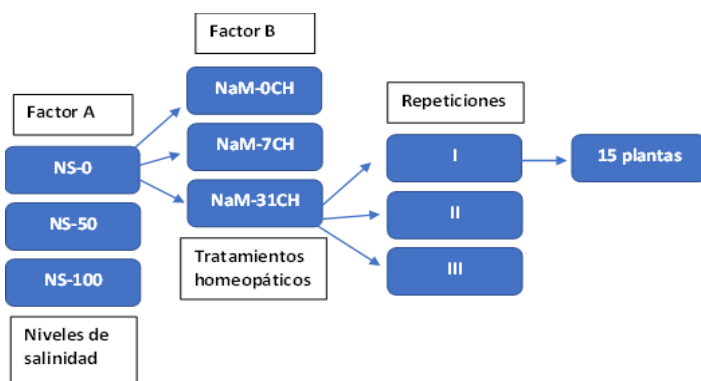 Factor A
NS-0
NS-50
NS-100
Niveles de
salinidad
Factor B
NaM-0CH
NaM-7CH
NaM-31CH
Tratamientos
homeopáticos
Repeticiones
I
II
III
15 plantas